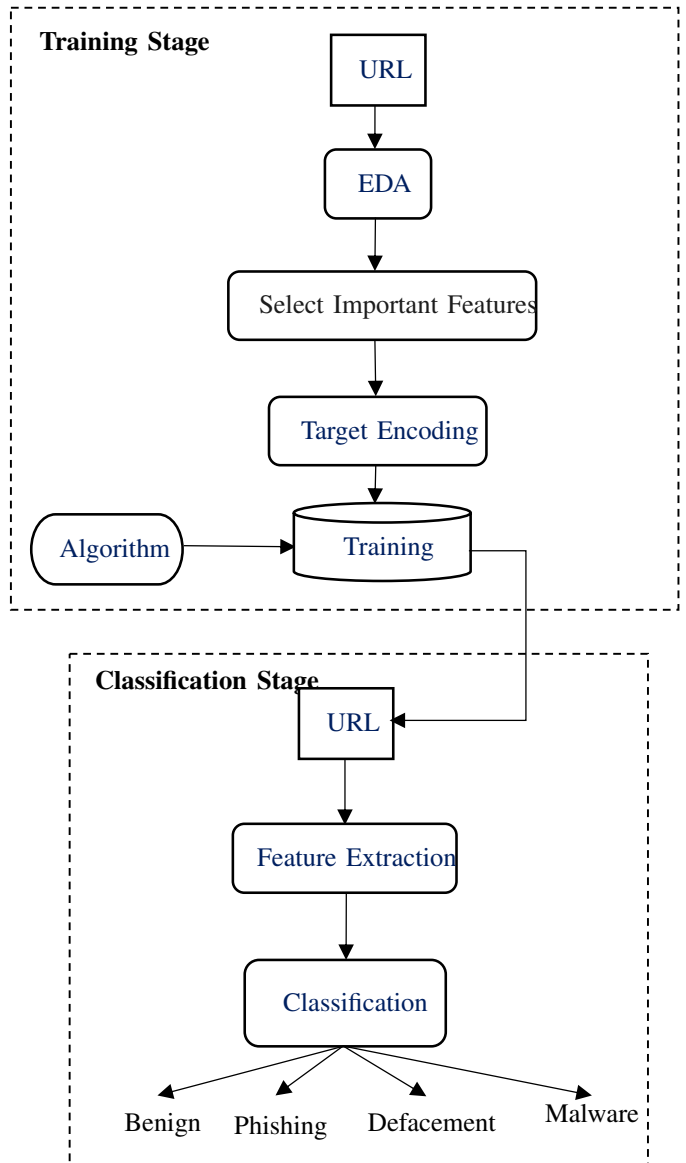 Training Stage
URL
EDA
Select Important Features
Target Encoding
Algorithm
Training
Classification Stage
URL
Feature Extraction
Classification
Benign
Phishing
Defacement
Malware